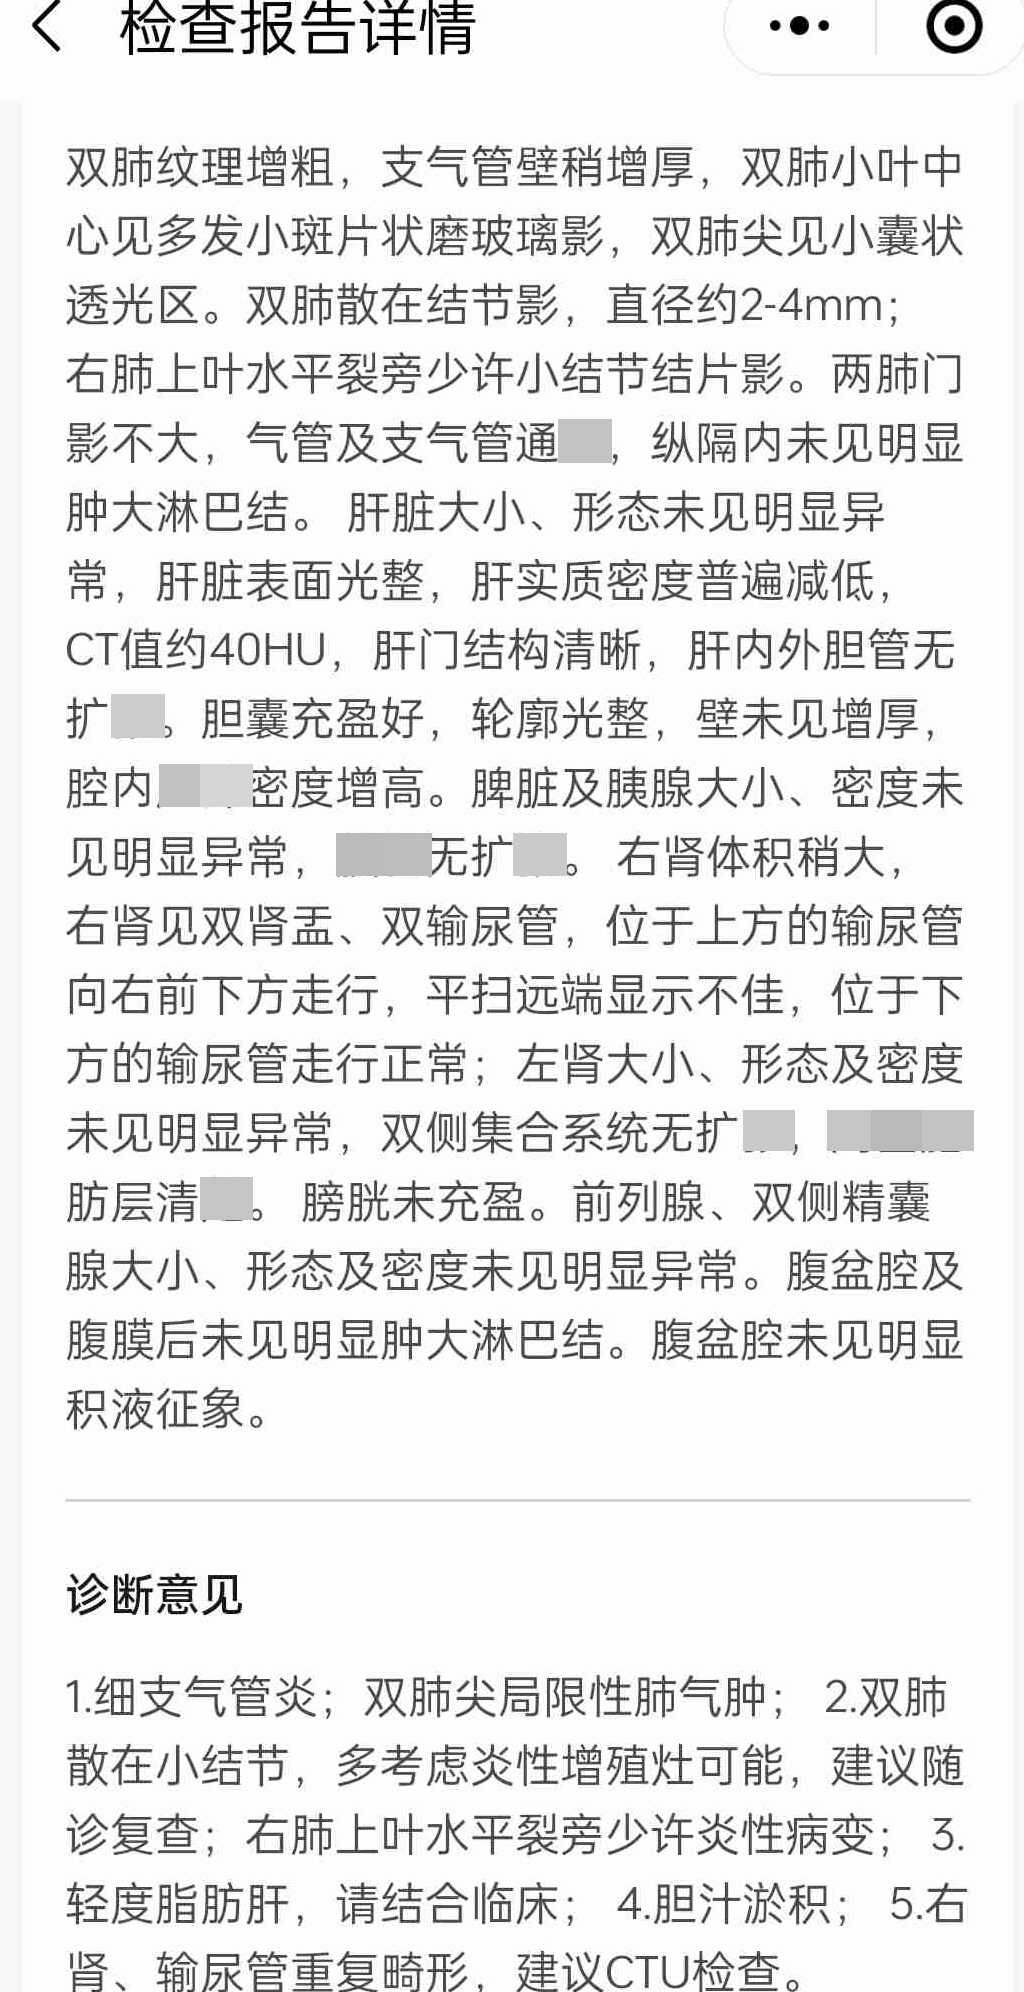 检查报告详情
双肺纹理增粗，支气管壁稍增厚，双肺小叶中
心见多发小斑片状磨玻璃影，双肺尖见小囊状
透光区。双肺散在结节影，直径约2-4mm；
右肺上叶水平裂旁少许小结节结片影。两肺门
影不大，气管及支气管通，纵隔内未见明显
肿大淋巴结。 肝脏大小、形态未见明显异
常，肝脏表面光整，肝实质密度普遍减低，
CT值约40HU，肝门结构清晰，肝内外胆管无
扩。胆囊充盈好，轮廓光整，壁未见增厚，
腔内密度增高。脾脏及胰腺大小、密度未
见明显异常，无扩。 右肾体积稍大，
右肾见双肾盂、双输尿管，位于上方的输尿管
向右前下方走行，平扫远端显示不佳，位于下
方的输尿管走行正常；左肾大小、形态及密度
未见明显异常，双侧集合系统无扩，
肪层清。 膀胱未充盈。前列腺、双侧精囊
腺大小、形态及密度未见明显异常。腹盆腔及
腹膜后未见明显肿大淋巴结。腹盆腔未见明显
积液征象。
诊断意见
1.细支气管炎；双肺尖局限性肺气肿； 2.双肺
散在小结节，多考虑炎性增殖灶可能，建议随
诊复查；右肺上叶水平裂旁少许炎性病变； 3.
轻度脂肪肝，请结合临床； 4.胆汁淤积； 5.右
肾、输尿管重复畸形，建议CTU检查。